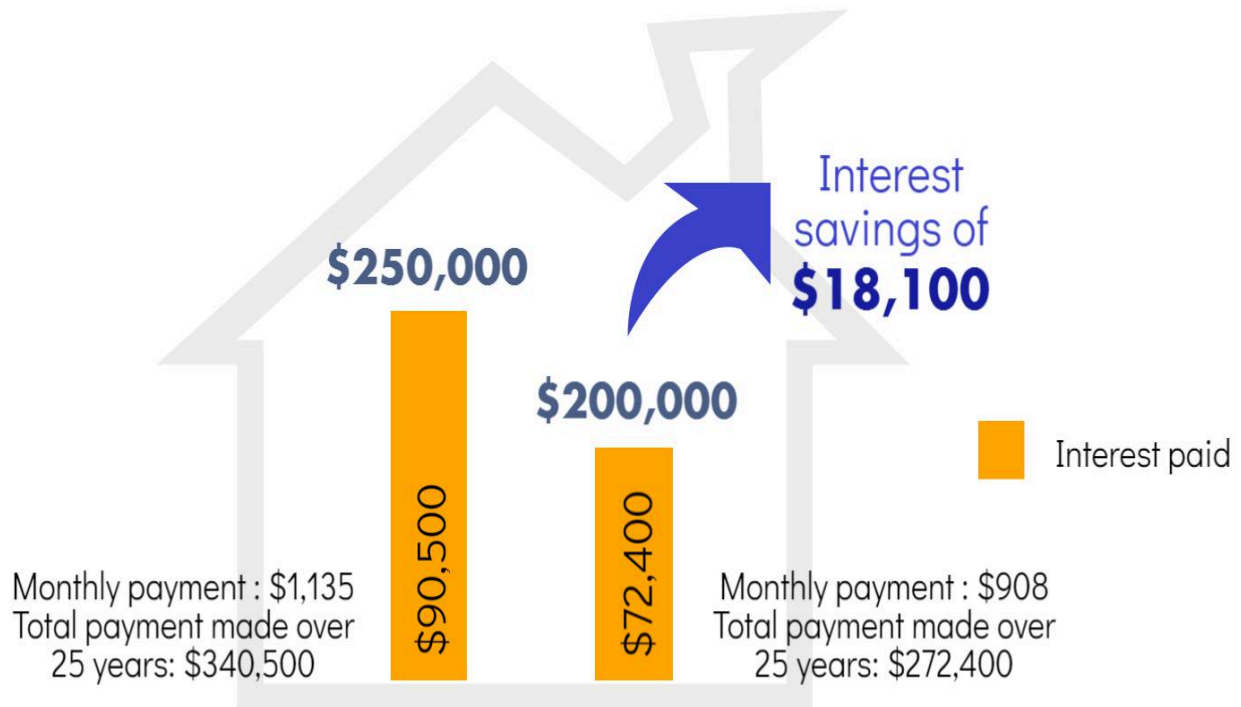 Interest
savings of
$18,100
$250,000
$200,000
Interest paid
$90,500
$72,400
Monthly payment : $1,135
Total payment made over
25 years: $340,500
Monthly payment : $908
Total payment made over
25 years: $272,400